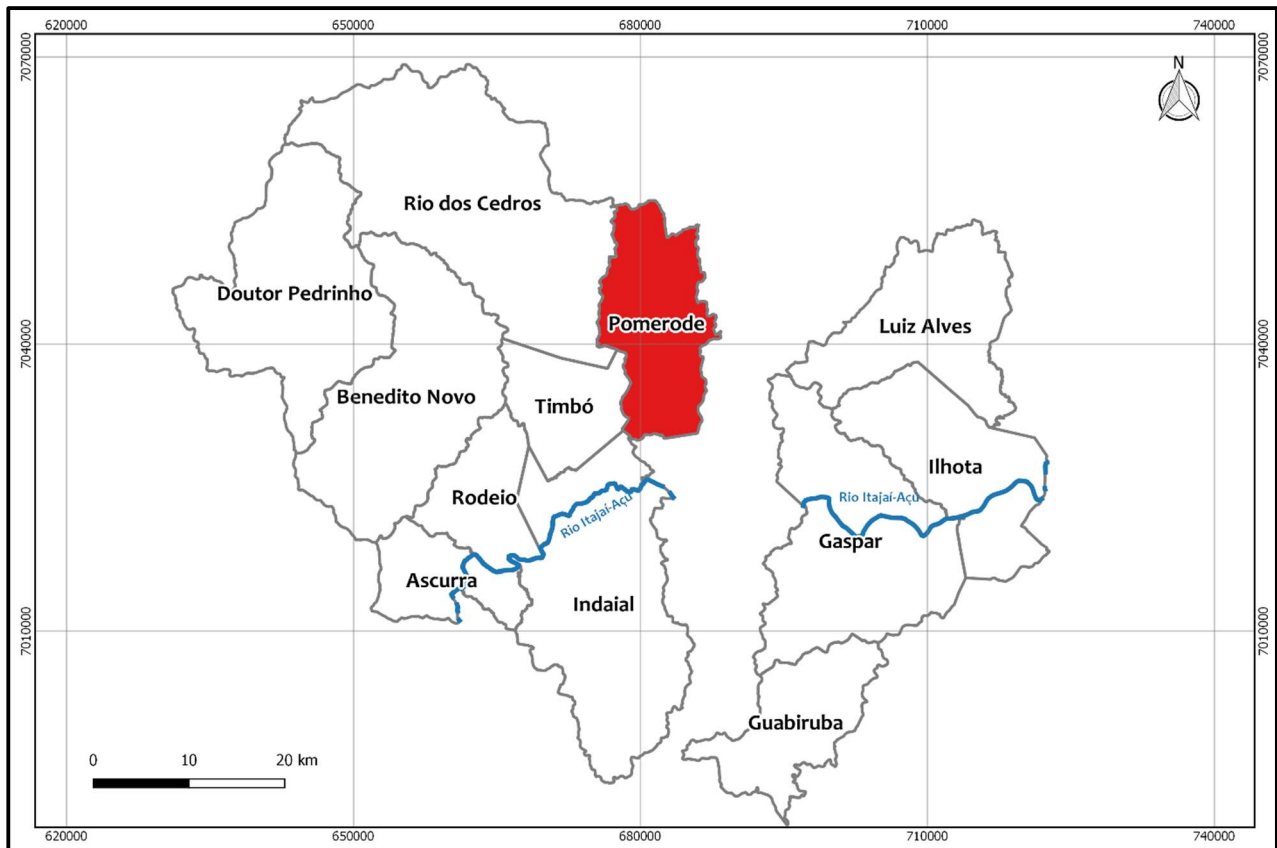 620000
650000
680000
710000
740000
N
7070000
7070000
Rio dos Cedros
Doutor Pedrinho
Pomerode
Luiz Alves
7040000
7040000
Benedito Novo
Timbó
Ilhota
Rodeio
Rio Itajaí-Açú
Rio Itajaí-Açú
Gaspar
Ascurra
Indaial
7010000
7010000
Guabiruba
0
10
20 km
620000
650000
680000
710000
740000